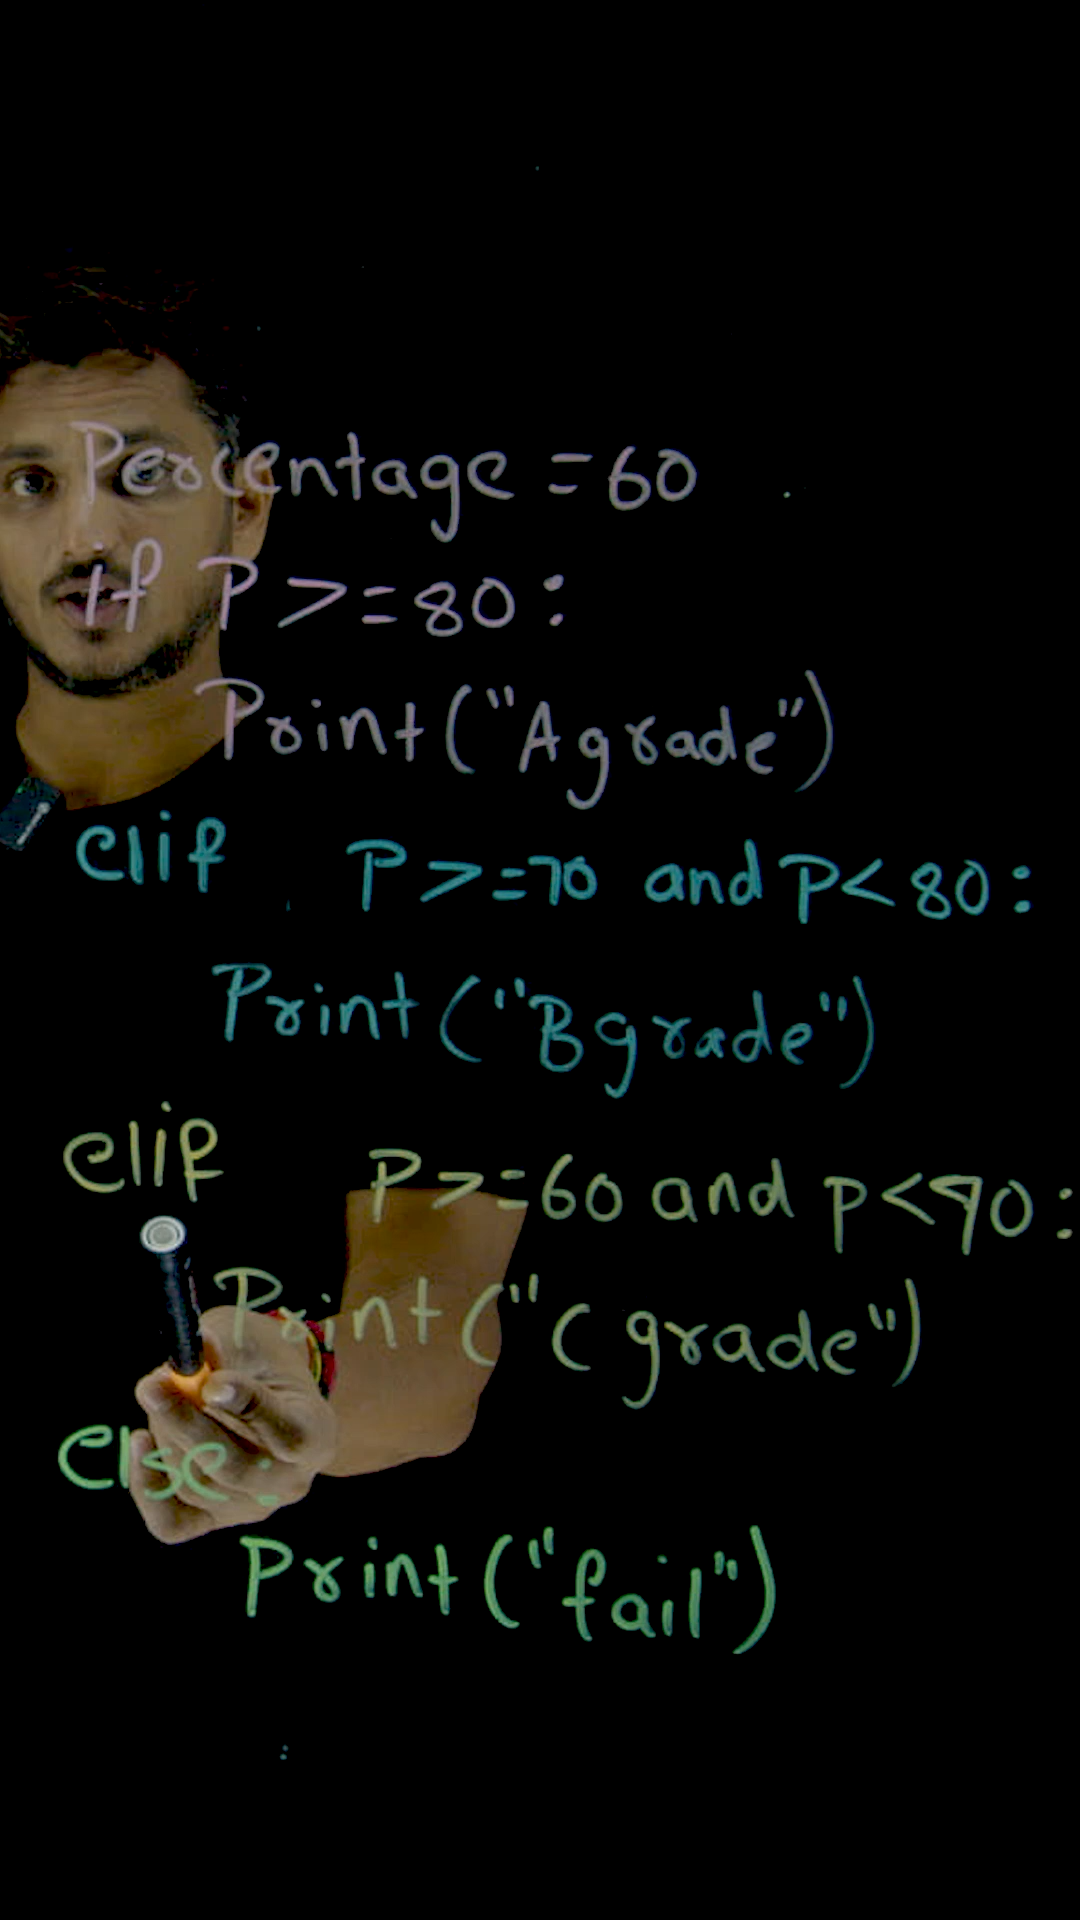 Percentage = 60
if P >= 80 :
Print ("A grade")
elif P >= 70 and P < 80 :
Print ("B grade")
elif P >= 60 and p < 70 :
Print ("C grade")
else :
Print ("fail")